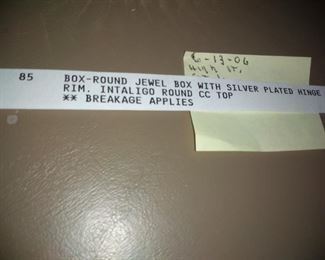 6-13-06
85 BOX-ROUND JEWEL BOX WITH SILVER PLATED HINGE
RIM. INTALIGO ROUND CC TOP
** BREAKAGE APPLIES